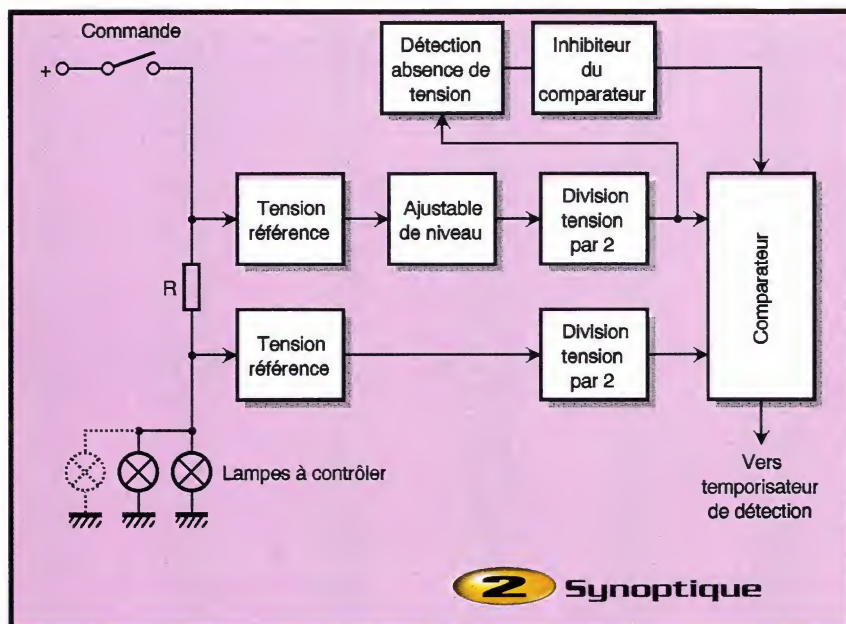 Commande
+
Détection
absence de
tension
Inhibiteur
du
comparateur
Tension
référence
Ajustable
de niveau
Division
tension
par 2
Comparateur
R
Tension
référence
Division
tension
par 2
Lampes à contrôler
Vers
temporisateur
de détection
2 Synoptique